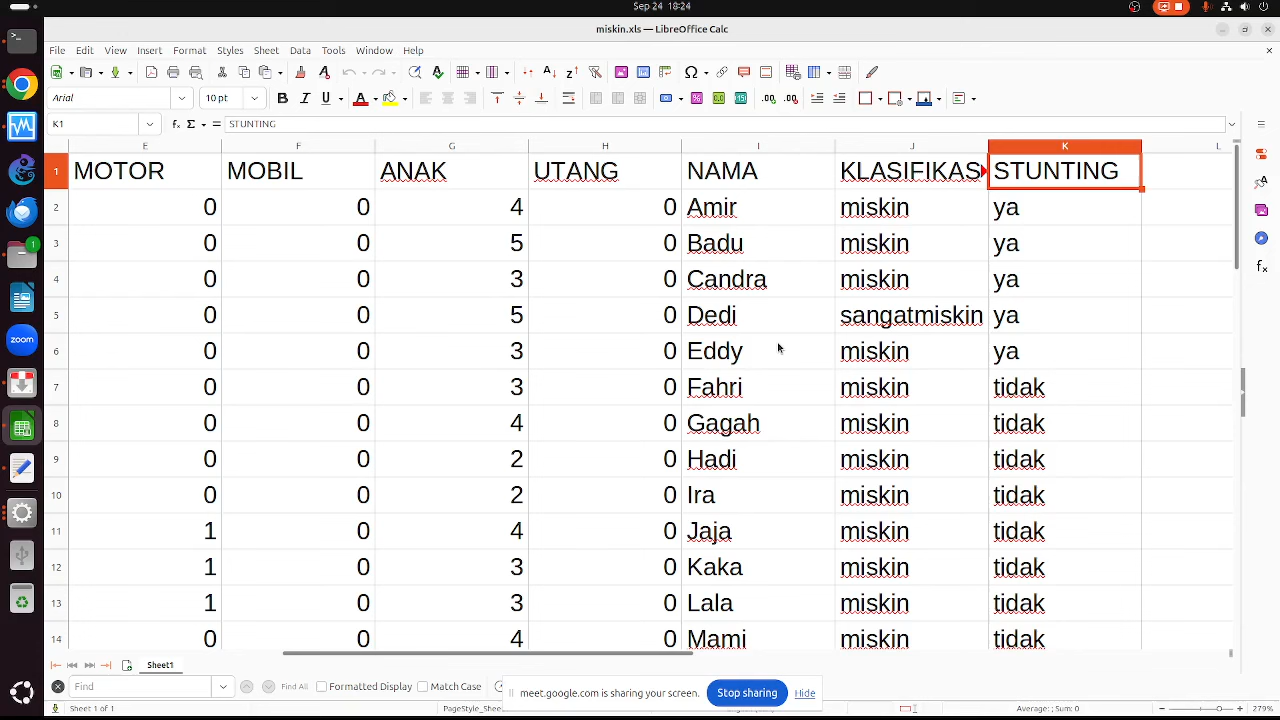 Sep 24 18:24
miskin.xls — LibreOffice Calc
File Edit View Insert Format Styles Sheet Data Tools Window Help
Arial 10 pt
K1 STUNTING
E F G H I J K L
1 MOTOR MOBIL ANAK UTANG NAMA KLASIFIKAS STUNTING
2 0 0 4 0 Amir miskin ya
3 0 0 5 0 Badu miskin ya
4 0 0 3 0 Candra miskin ya
5 0 0 5 0 Dedi sangatmiskin ya
6 0 0 3 0 Eddy miskin ya
7 0 0 3 0 Fahri miskin tidak
8 0 0 4 0 Gagah miskin tidak
9 0 0 2 0 Hadi miskin tidak
10 0 0 2 0 Ira miskin tidak
11 1 0 4 0 Jaja miskin tidak
12 1 0 3 0 Kaka miskin tidak
13 1 0 3 0 Lala miskin tidak
14 0 0 4 0 Mami miskin tidak
Sheet1
Find Find All Formatted Display Match Case
meet.google.com is sharing your screen. Stop sharing Hide
Sheet 1 of 1 PageStyle_Shee Average: ; Sum: 0 279%
zoom
1